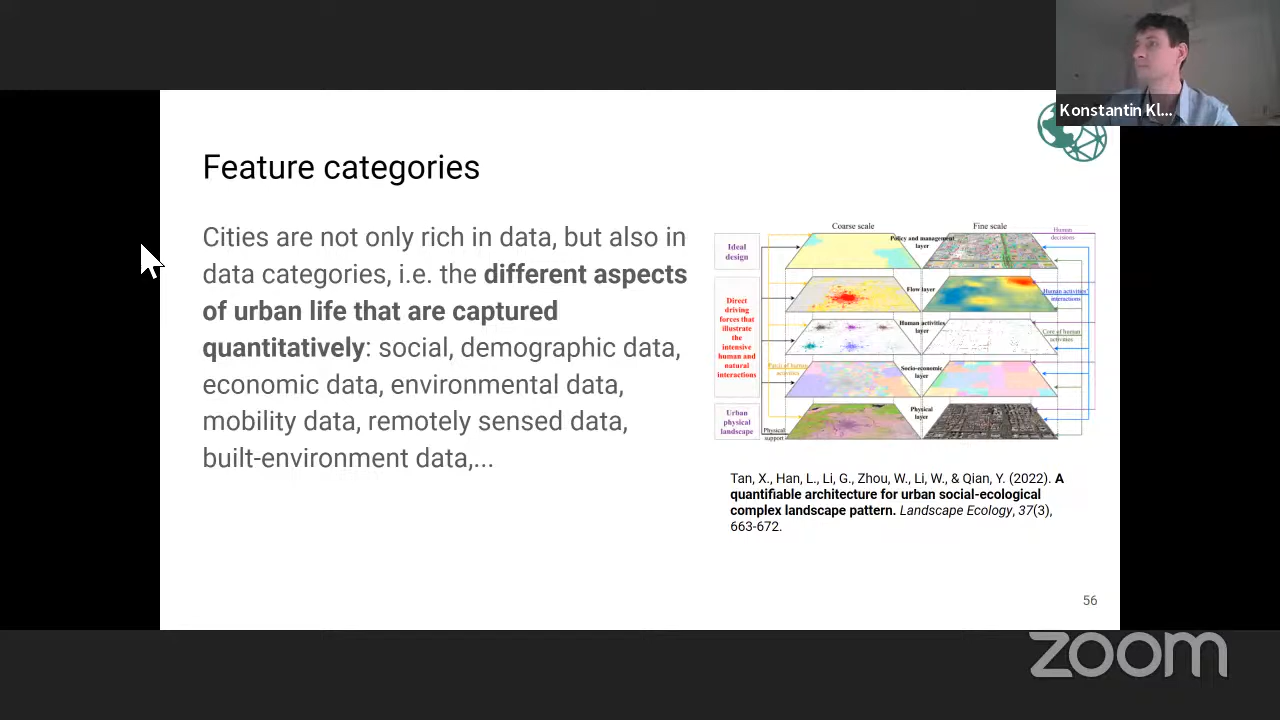 Konstantin Kl...
Feature categories
Cities are not only rich in data, but also in
data categories, i.e. the different aspects
of urban life that are captured
quantitatively: social, demographic data,
economic data, environmental data,
mobility data, remotely sensed data,
built-environment data,...
Coarse scale
Fine scale
Ideal
design
Policy and management
layer
Human
decisions
Direct
driving
forces that
illustrate
the
intensive
human and
natural
interactions
Flow layer
Human activities'
interactions
Human activities
layer
Core of human
activities
Focus of human
activities
Socio-economic
layer
Urban
physical
landscape
Physical
layer
Physical
support
Tan, X., Han, L., Li, G., Zhou, W., Li, W., & Qian, Y. (2022). A
quantifiable architecture for urban social-ecological
complex landscape pattern. Landscape Ecology, 37(3),
663-672.
56
zoom